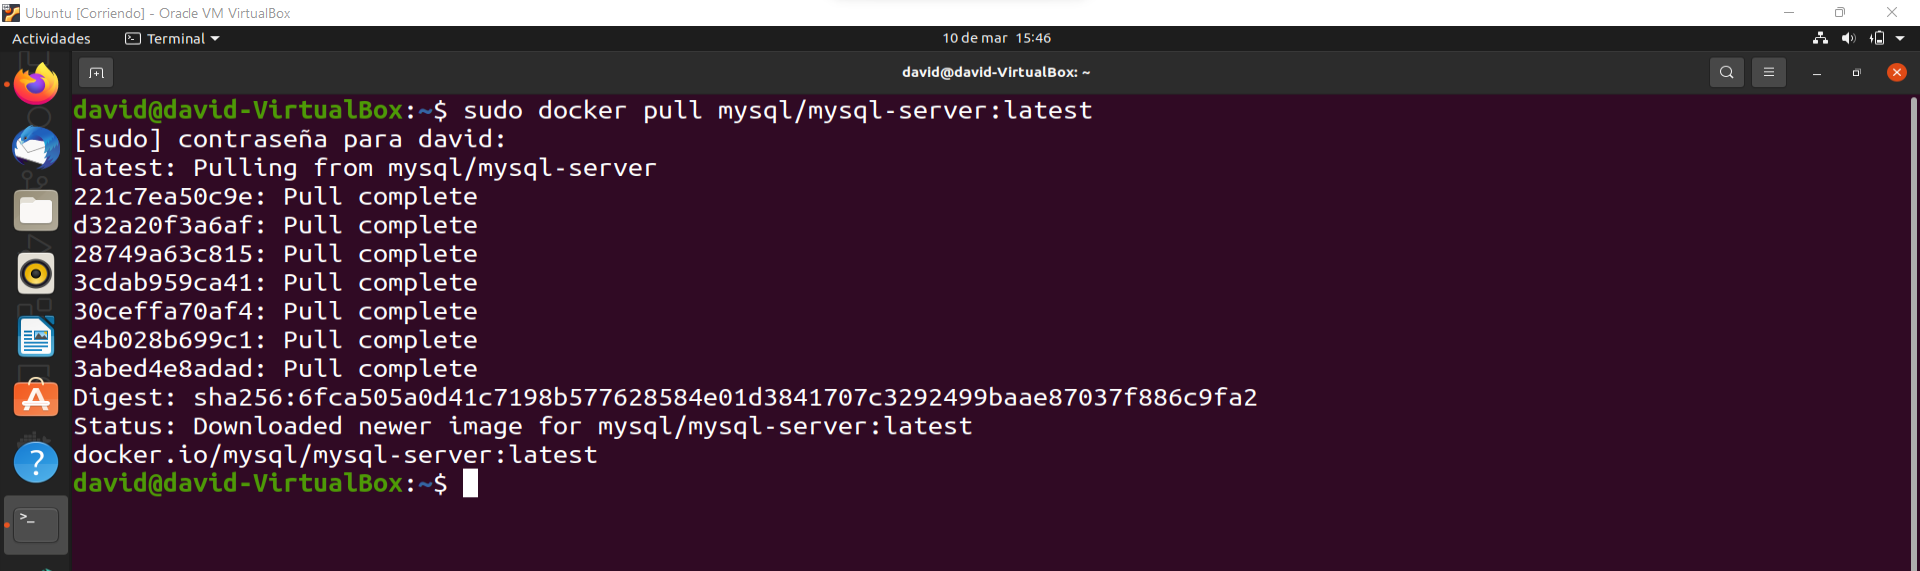 Ubuntu [Corriendo] - Oracle VM VirtualBox
Actividades Terminal 10 de mar 15:46
david@david-VirtualBox: ~
david@david-VirtualBox:~$ sudo docker pull mysql/mysql-server:latest
[sudo] contraseña para david:
latest: Pulling from mysql/mysql-server
221c7ea50c9e: Pull complete
d32a20f3a6af: Pull complete
28749a63c815: Pull complete
3cdab959ca41: Pull complete
30ceffa70af4: Pull complete
e4b028b699c1: Pull complete
3abed4e8adad: Pull complete
Digest: sha256:6fca505a0d41c7198b577628584e01d3841707c3292499baae87037f886c9fa2
Status: Downloaded newer image for mysql/mysql-server:latest
docker.io/mysql/mysql-server:latest
david@david-VirtualBox:~$